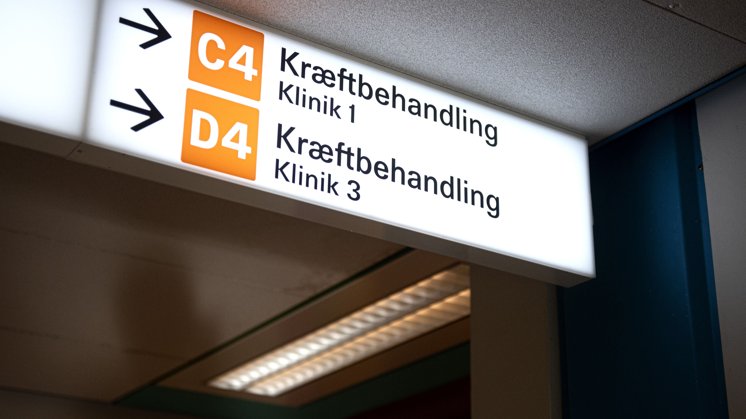 → C4 Kræftbehandling
Klinik 1
→ D4 Kræftbehandling
Klinik 3